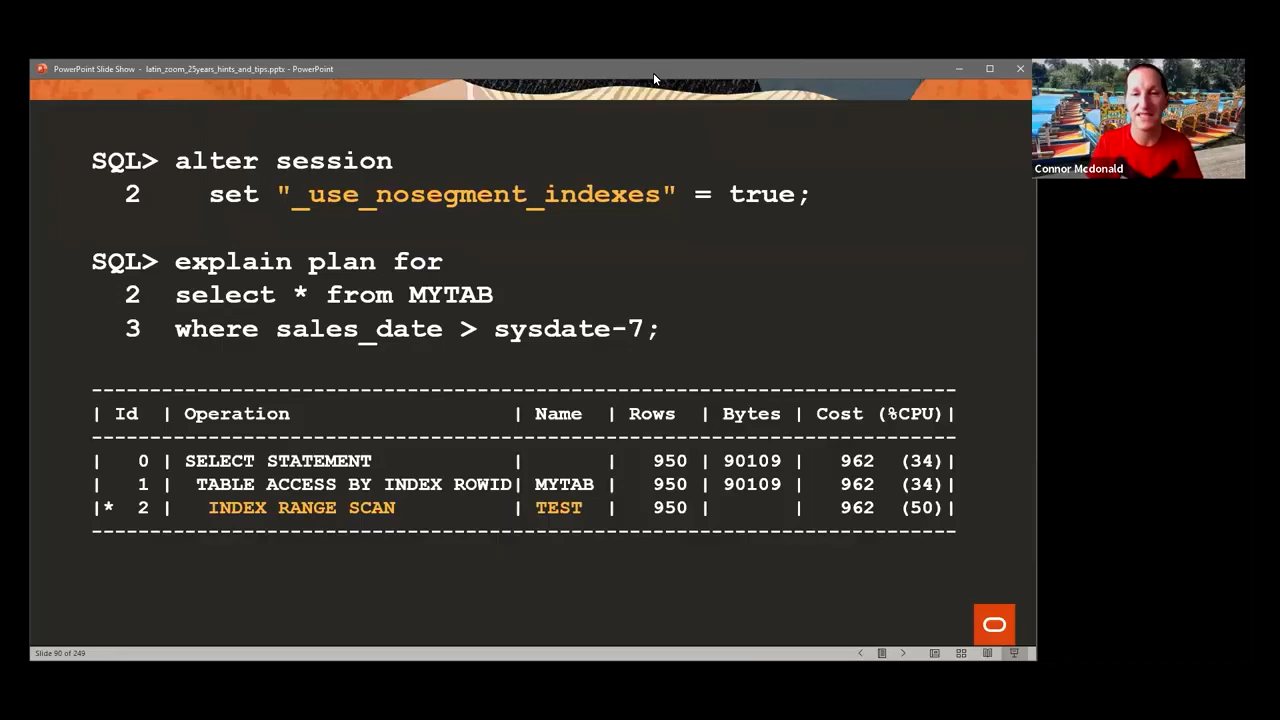 PowerPoint Slide Show - latin_zoom_25years_hints_and_tips.pptx - PowerPoint
Connor Mcdonald
SQL> alter session
2 set "_use_nosegment_indexes" = true;
SQL> explain plan for
2 select * from MYTAB
3 where sales_date > sysdate-7;
--------------------------------------------------------------------------
| Id | Operation | Name | Rows | Bytes | Cost (%CPU)|
--------------------------------------------------------------------------
| 0 | SELECT STATEMENT | | 950 | 90109 | 962 (34)|
| 1 | TABLE ACCESS BY INDEX ROWID| MYTAB | 950 | 90109 | 962 (34)|
|* 2 | INDEX RANGE SCAN | TEST | 950 | | 962 (50)|
--------------------------------------------------------------------------
Slide 90 of 249